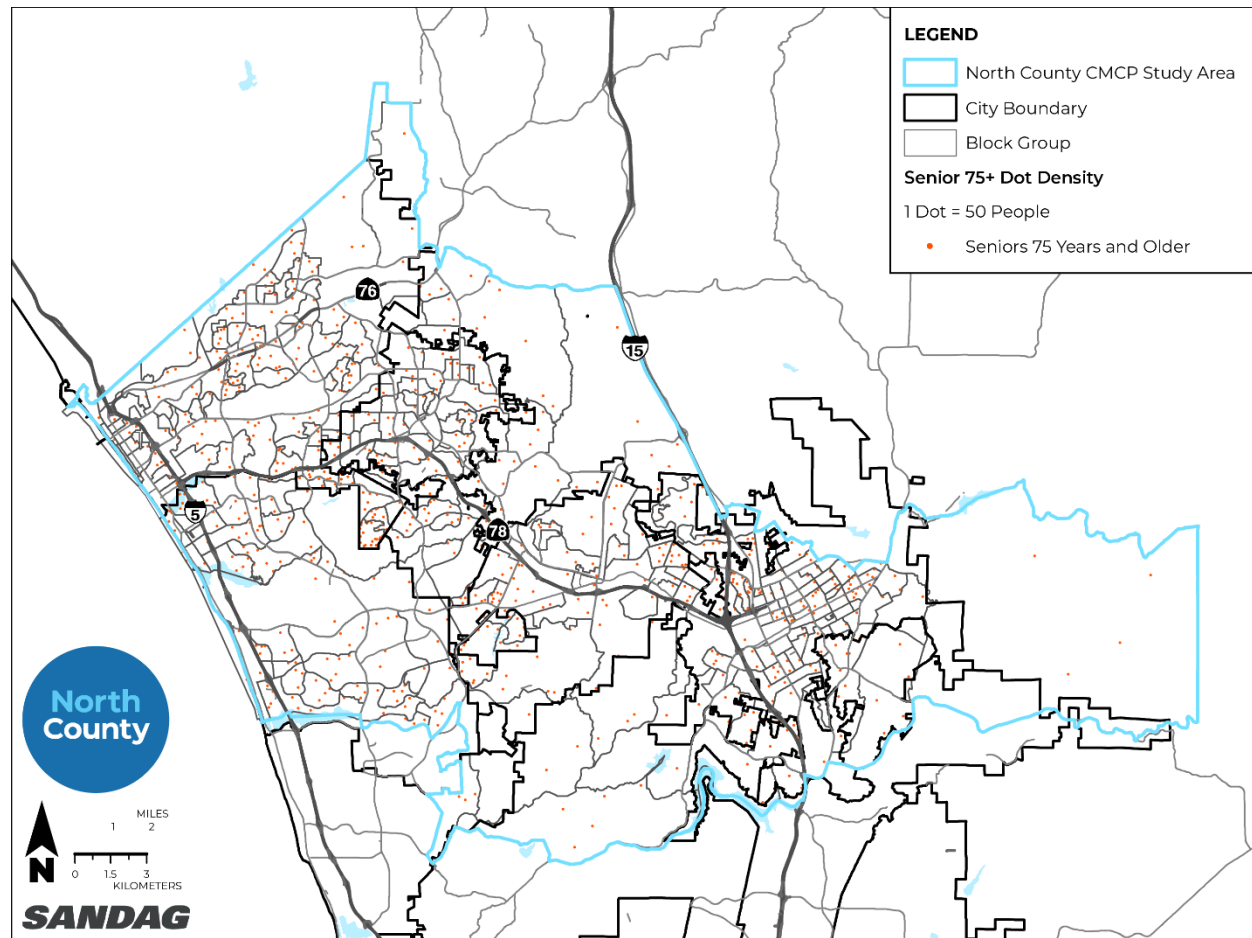 LEGEND
North County CMCP Study Area
City Boundary
Block Group
Senior 75+ Dot Density
1 Dot = 50 People
Seniors 75 Years and Older
76
15
5
78
North
County
MILES
1 2
0 1.5 3
KILOMETERS
N
SANDAG